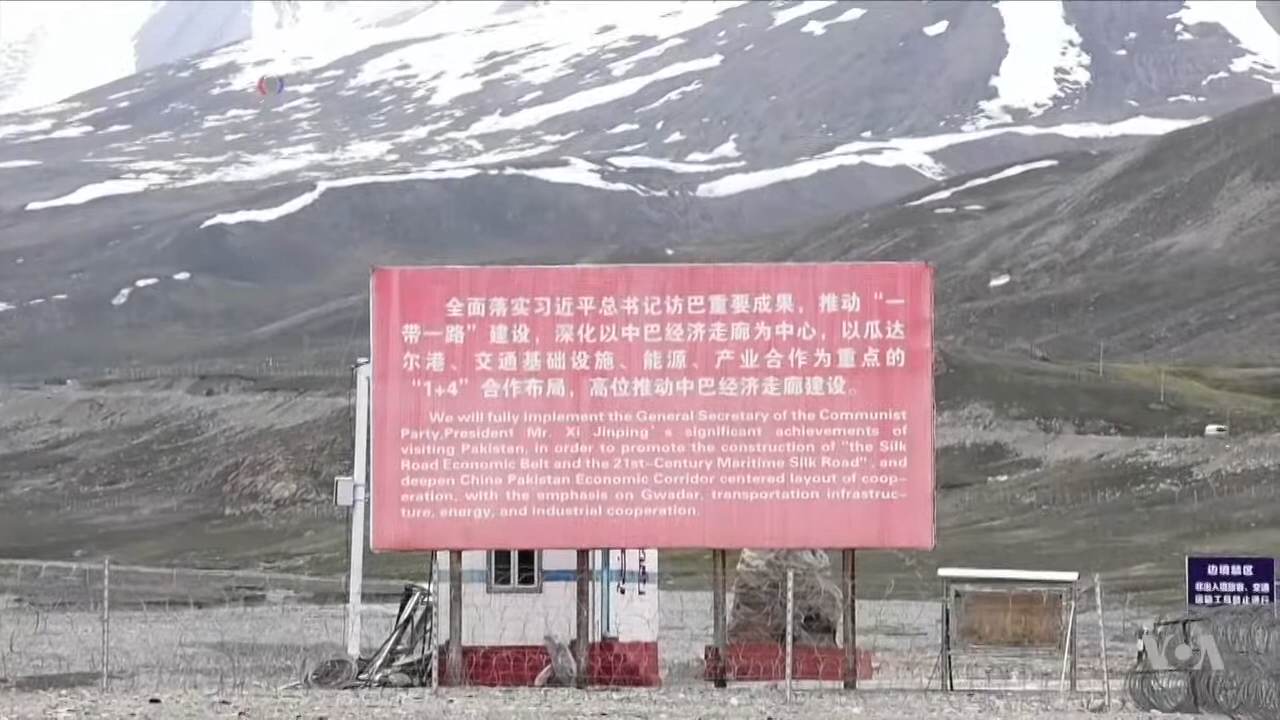 全面落实习近平总书记访巴重要成果，推动“一
带一路”建设，深化以中巴经济走廊为中心，以瓜达
尔港、交通基础设施、能源、产业合作为重点的
“1+4”合作布局，高位推动中巴经济走廊建设。
We will fully implement the General Secretary of the Communist
Party,President Mr. Xi Jinping’s significant achievements of
visiting Pakistan, in order to promote the construction of "the Silk
Road Economic Belt and the 21st-Century Maritime Silk Road", and
deepen China Pakistan Economic Corridor centered layout of coop-
eration, with the emphasis on Gwadar, transportation infrastruc-
ture, energy, and industrial cooperation.
边境禁区
VOA